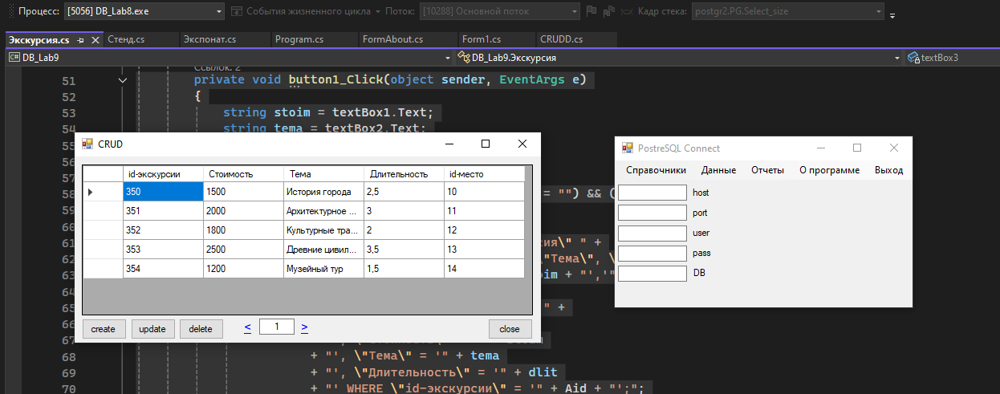 Процесс: [5056] DB_Lab8.exe События жизненного цикла Поток: [10288] Основной поток Кадр стека: postgr2.PG.Select_size
Экскурсия.cs Стенд.cs Экспонат.cs Program.cs FormAbout.cs Form1.cs CRUDD.cs
DB_Lab9 DB_Lab9.Экскурсия textBox3
Ссылок: 2
51 private void button1_Click(object sender, EventArgs e)
52 {
53 string stoim = textBox1.Text;
54 string tema = textBox2.Text;
55
CRUD
id-экскурсии Стоимость Тема Длительность id-место
350 1500 История города 2,5 10
351 2000 Архитектурное ... 3 11
352 1800 Культурные тра... 2 12
353 2500 Древние цивил... 3,5 13
354 1200 Музейный тур 1,5 14
create update delete < 1 > close
PostreSQL Connect
Справочники Данные Отчеты О программе Выход
host
port
user
pass
DB
57
58 = "") && (
60
61 сия\" " +
62 \"Тема\", \
63 oim + "','"
64
65 " +
67
68 + "', \"Тема\" = '" + tema
69 + "', \"Длительность\" = '" + dlit
70 + "' WHERE \"id-экскурсии\" = '" + Aid + "';";